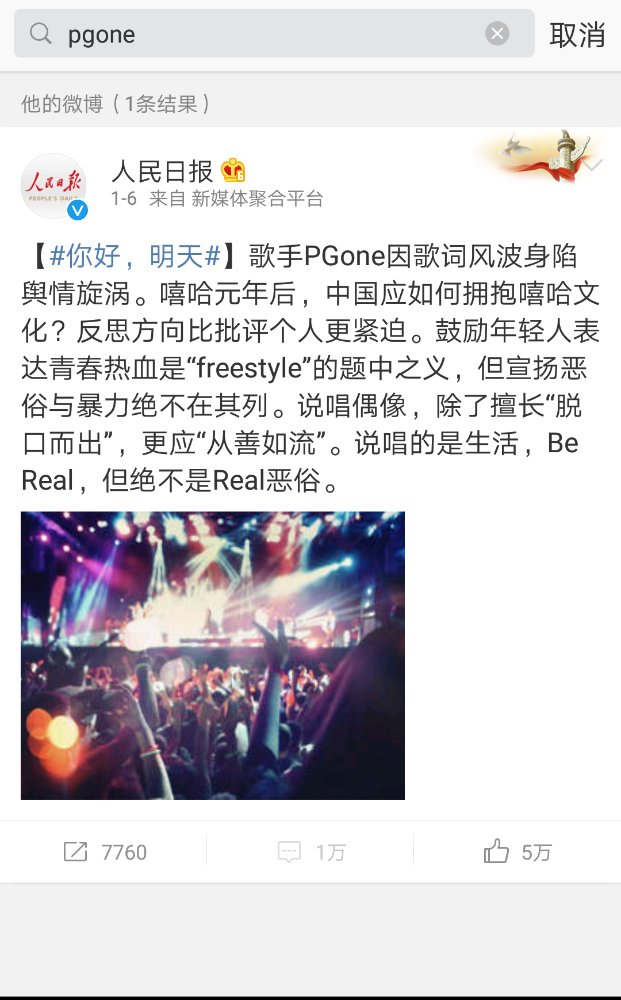 pgone
取消
他的微博（1条结果）
人民日报
PEOPLE'S DAILY
人民日报
6
1-6 来自 新媒体聚合平台
【#你好，明天#】歌手PGone因歌词风波身陷
舆情旋涡。嘻哈元年后，中国应如何拥抱嘻哈文
化？反思方向比批评个人更紧迫。鼓励年轻人表
达青春热血是“freestyle”的题中之义，但宣扬恶
俗与暴力绝不在其列。说唱偶像，除了擅长“脱
口而出”，更应“从善如流”。说唱的是生活，Be
Real，但绝不是Real恶俗。
7760
1万
5万